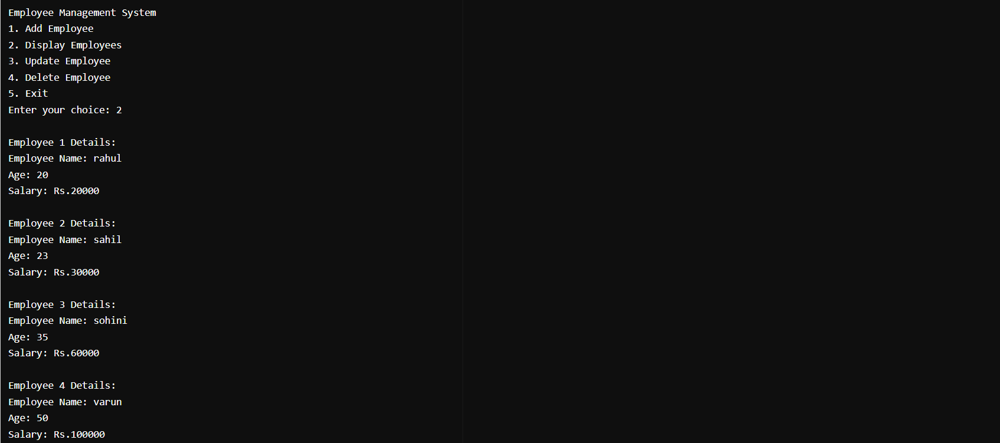 Employee Management System
1. Add Employee
2. Display Employees
3. Update Employee
4. Delete Employee
5. Exit
Enter your choice: 2
Employee 1 Details:
Employee Name: rahul
Age: 20
Salary: Rs.20000
Employee 2 Details:
Employee Name: sahil
Age: 23
Salary: Rs.30000
Employee 3 Details:
Employee Name: sohini
Age: 35
Salary: Rs.60000
Employee 4 Details:
Employee Name: varun
Age: 50
Salary: Rs.100000